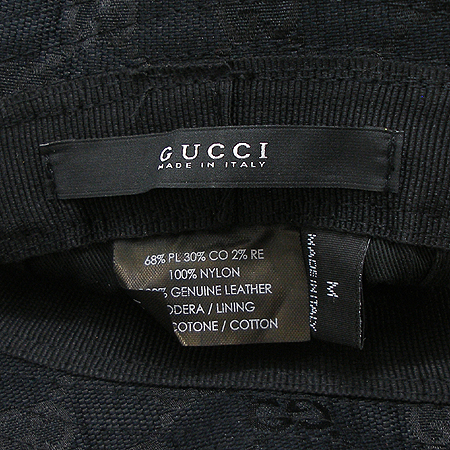 GUCCI
MADE IN ITALY
68% PL 30% CO 2% RE
100% NYLON
GENUINE LEATHER
FODERA / LINING
COTONE / COTTON
M
MADE IN ITALY